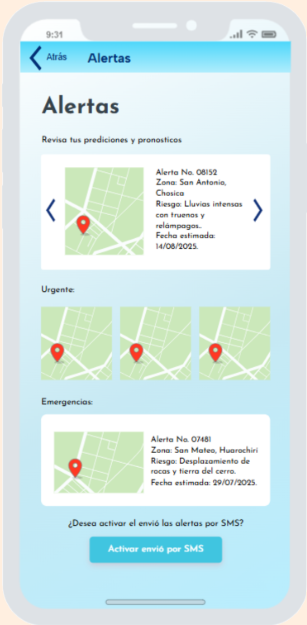 9:31
Atrás
Alertas
Alertas
Revisa tus prediciones y pronosticos
Alerta No. 08152
Zona: San Antonio,
Chosica
Riesgo: Lluvias intensas
con truenos y
relámpagos..
Fecha estimada:
14/08/2025.
Urgente:
Emergencias:
Alerta No. 07481
Zona: San Mateo, Huarochiri
Riesgo: Desplazamiento de
rocas y tierra del cerro.
Fecha estimada: 29/07/2025.
¿Desea activar el envió las alertas por SMS?
Activar envió por SMS